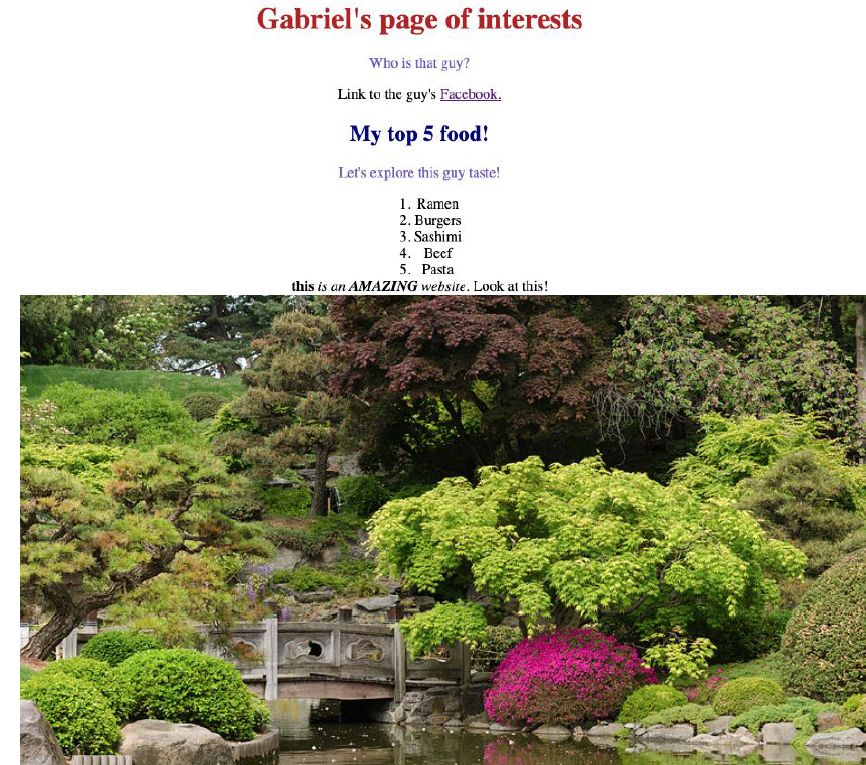 Gabriel's page of interests
Who is that guy?
Link to the guy's Facebook.
My top 5 food!
Let's explore this guy taste!
1. Ramen
2. Burgers
3. Sashimi
4. Beef
5. Pasta
this is an AMAZING website. Look at this!